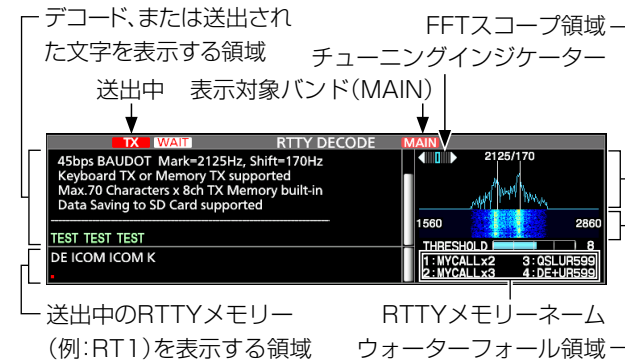 デコード、または送出され
た文字を表示する領域
FFTスコープ領域
チューニングインジケーター
送出中 表示対象バンド(MAIN)
TX WAIT RTTY DECODE MAIN
45bps BAUDOT Mark=2125Hz, Shift=170Hz
Keyboard TX or Memory TX supported
Max.70 Characters x 8ch TX Memory built-in
Data Saving to SD Card supported
TEST TEST TEST
DE ICOM ICOM K
2125/170
1560 2860
THRESHOLD 8
1:MYCALLx2 3:QSLUR599
2:MYCALLx3 4:DE+UR599
送出中のRTTYメモリー
(例:RT1)を表示する領域
RTTYメモリーネーム
ウォーターフォール領域